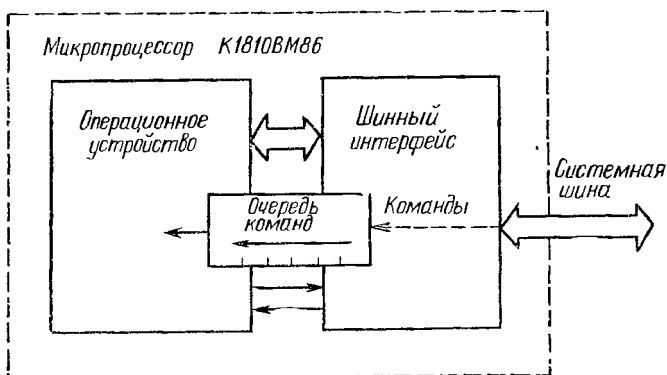 Микропроцессор К1810ВМ86
Операционное
устройство
Шинный
интерфейс
Системная
шина
Очередь
команд
Команды